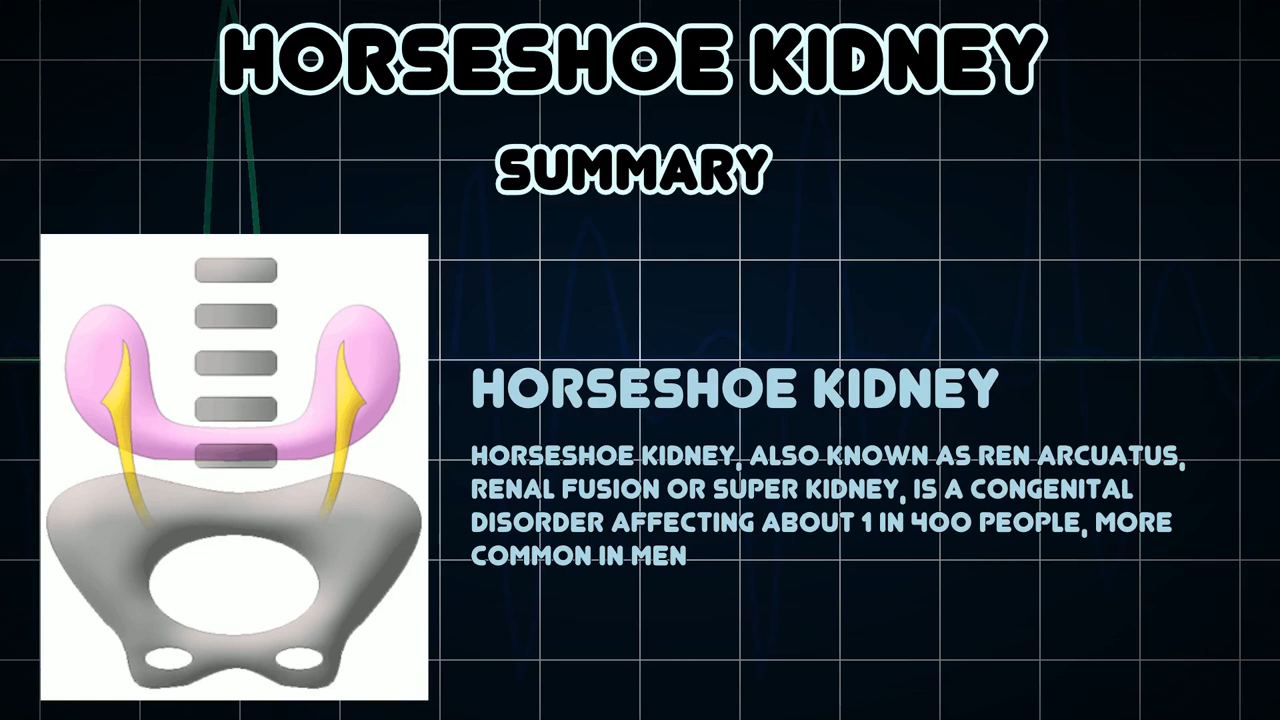 HORSESHOE KIDNEY
SUMMARY
HORSESHOE KIDNEY
HORSESHOE KIDNEY, ALSO KNOWN AS REN ARCUATUS,
RENAL FUSION OR SUPER KIDNEY, IS A CONGENITAL
DISORDER AFFECTING ABOUT 1 IN 400 PEOPLE, MORE
COMMON IN MEN